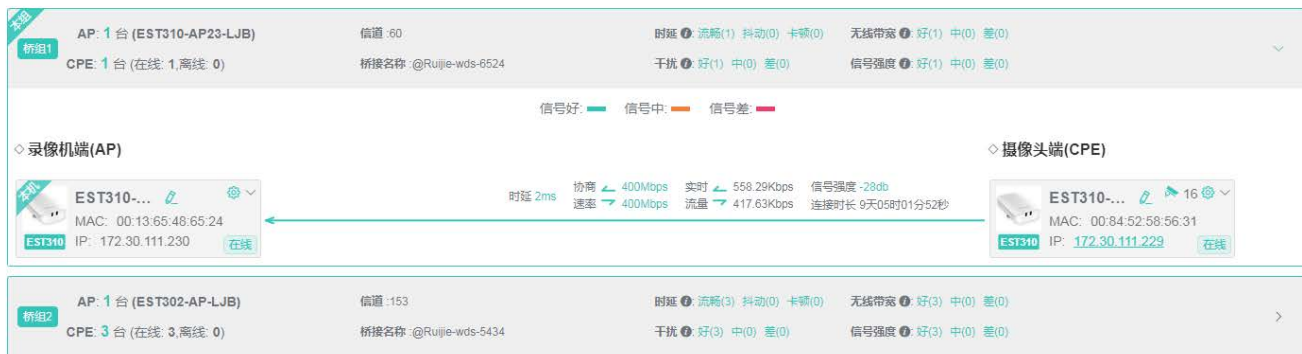 本组
桥组1
AP: 1 台 (EST310-AP23-LJB)
信道 :60
时延 : 流畅(1) 抖动(0) 卡顿(0)
无线带宽 : 好(1) 中(0) 差(0)
CPE: 1 台 (在线: 1,离线: 0)
桥接名称 :@Ruijie-wds-6524
干扰 : 好(1) 中(0) 差(0)
信号强度 : 好(1) 中(0) 差(0)
信号好: 信号中: 信号差:
录像机端(AP)
摄像头端(CPE)
本机
EST310-...
MAC: 00:13:65:48:65:24
EST310 IP: 172.30.111.230 在线
时延 2ms
协商 400Mbps
速率 400Mbps
实时 558.29Kbps
流量 417.63Kbps
信号强度 -28db
连接时长 9天05时01分52秒
EST310-... 16
MAC: 00:84:52:58:56:31
EST310 IP: 172.30.111.229 在线
桥组2
AP: 1 台 (EST302-AP-LJB)
信道 :153
时延 : 流畅(3) 抖动(0) 卡顿(0)
无线带宽 : 好(3) 中(0) 差(0)
CPE: 3 台 (在线: 3,离线: 0)
桥接名称 :@Ruijie-wds-5434
干扰 : 好(3) 中(0) 差(0)
信号强度 : 好(3) 中(0) 差(0)